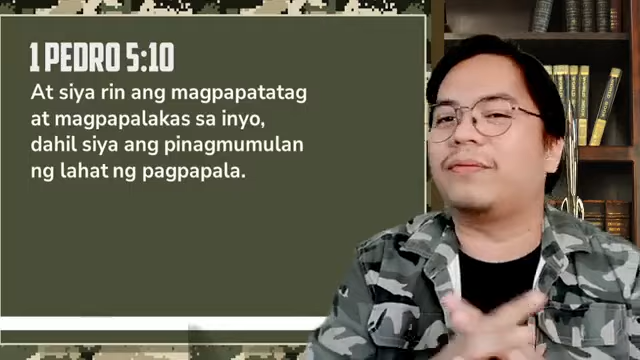 1 PEDRO 5:10
At siya rin ang magpapatatag
at magpapalakas sa inyo,
dahil siya ang pinagmumulan
ng lahat ng pagpapala.